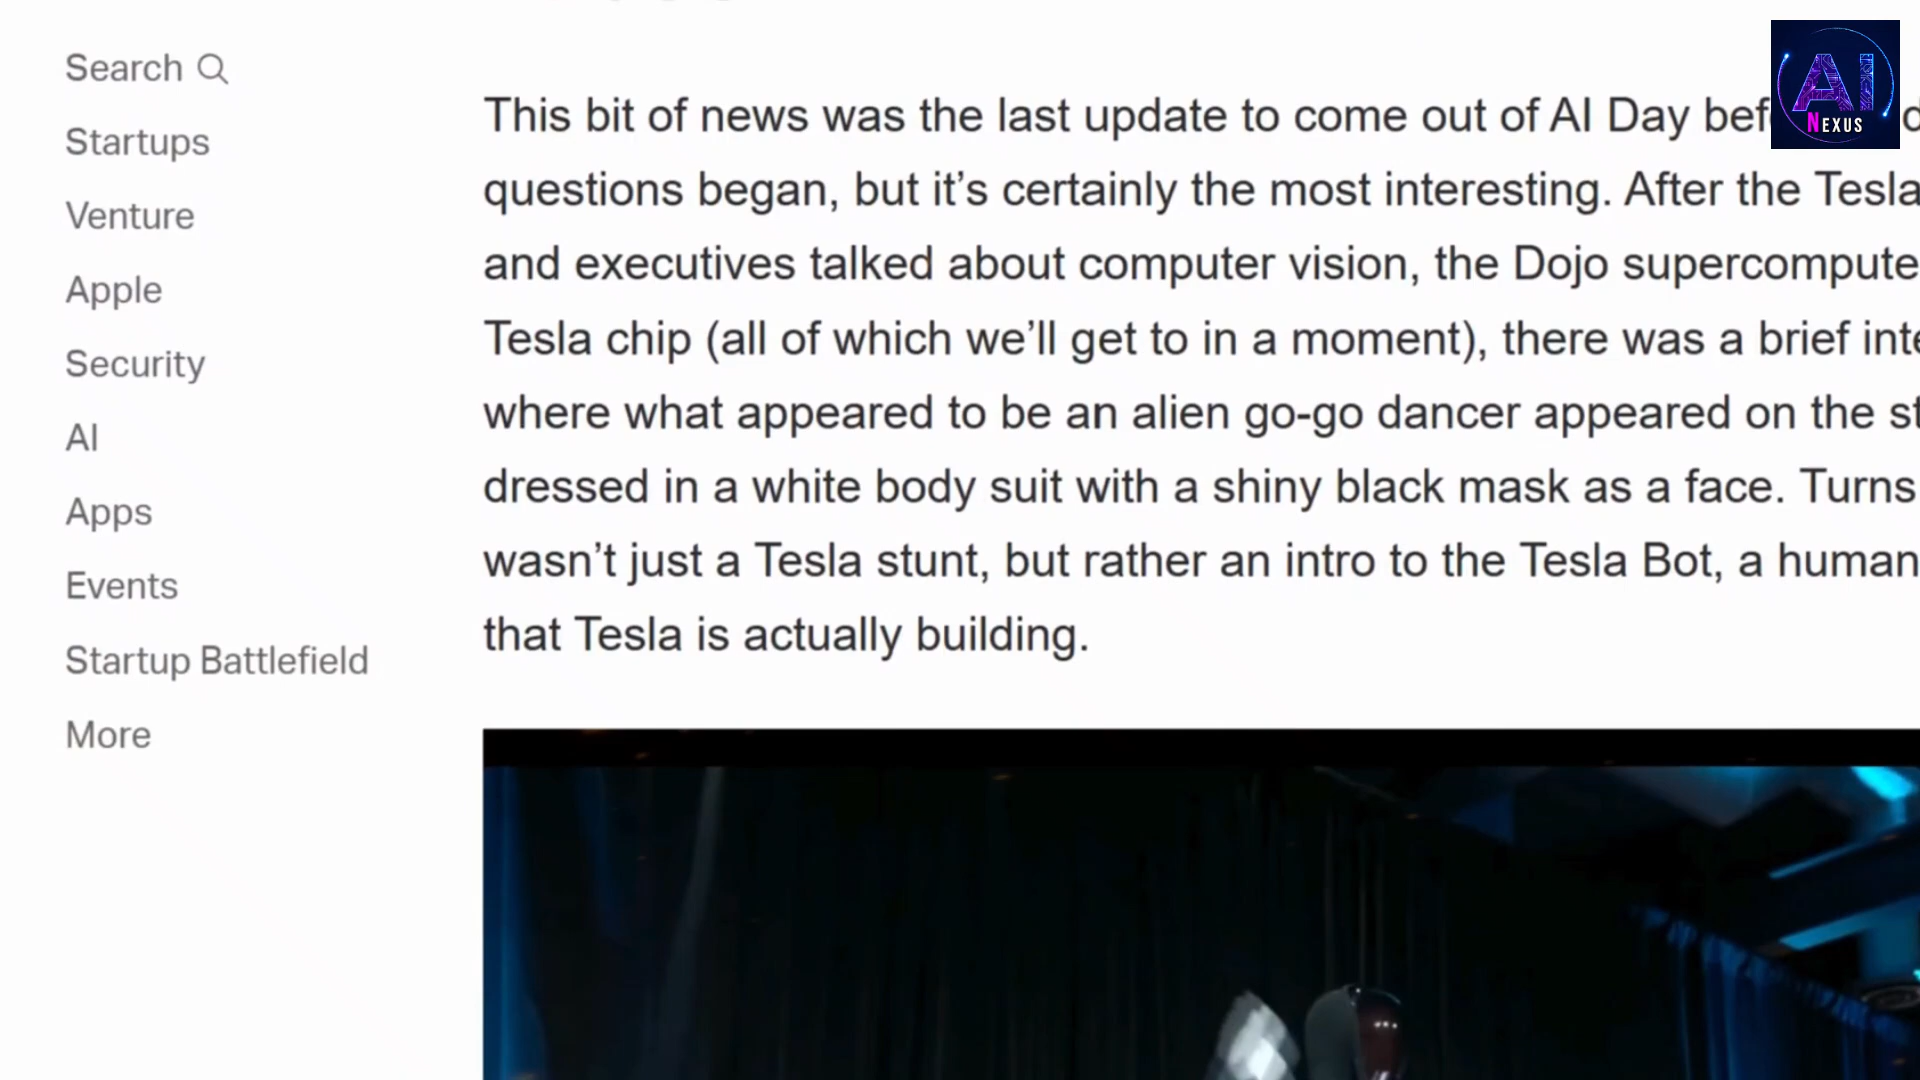 Search
Startups
Venture
Apple
Security
AI
Apps
Events
Startup Battlefield
More
This bit of news was the last update to come out of AI Day
questions began, but it’s certainly the most interesting. After the Tesla
and executives talked about computer vision, the Dojo
Tesla chip (all of which we’ll get to in a moment), there was a brief
where what appeared to be an alien go-go dancer appeared on the
dressed in a white body suit with a shiny black mask as a face. Turns
wasn’t just a Tesla stunt, but rather an intro to the Tesla Bot, a
that Tesla is actually building.
AI
NEXUS